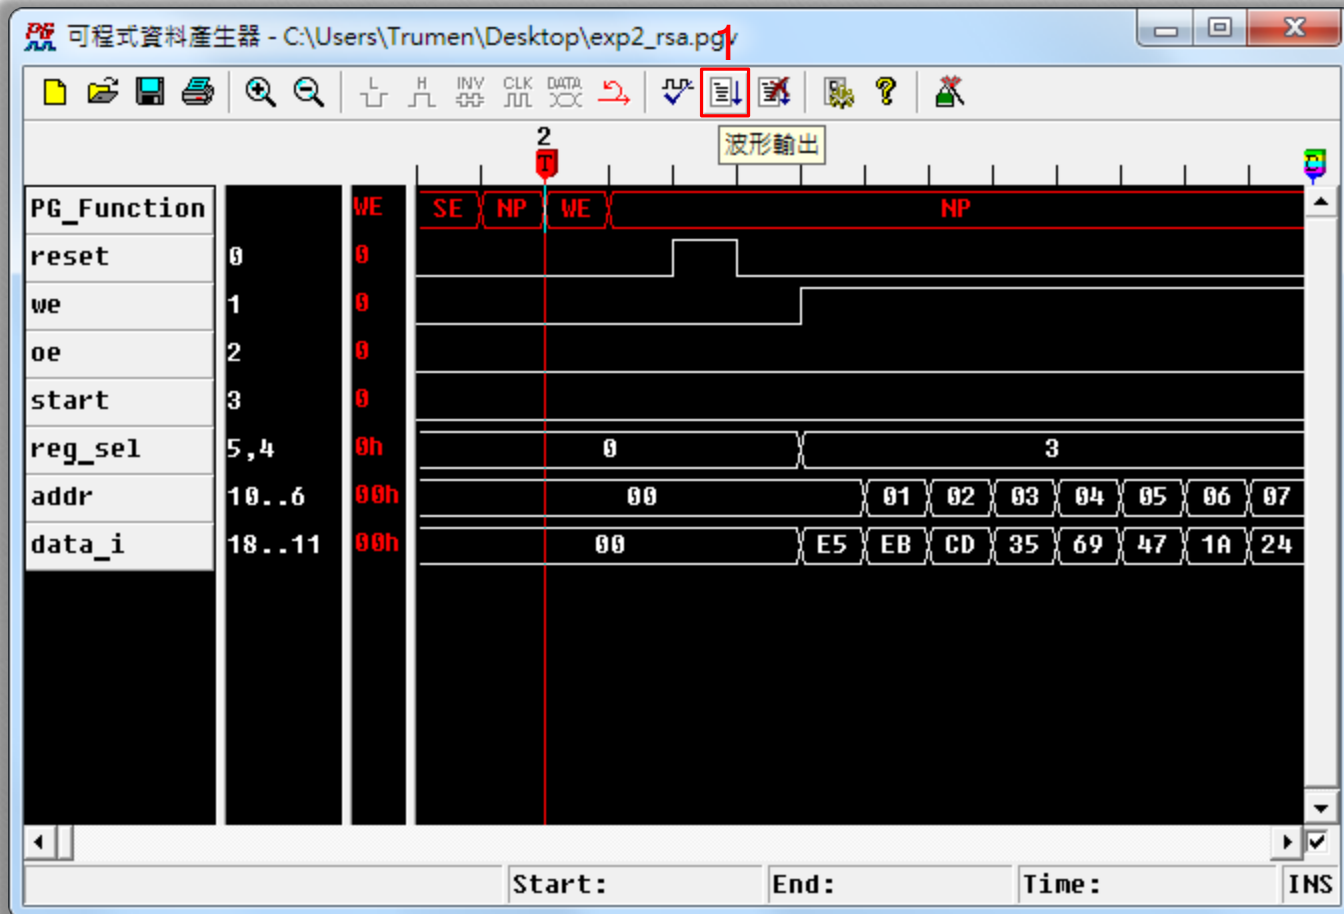 可程式資料產生器 - C:\Users\Trumen\Desktop\exp2_rsa.pgv
1
L H INV CLK DATA
2 波形輸出
T
PG_Function WE SE NP WE NP
reset 0 0
we 1 0
oe 2 0
start 3 0
reg_sel 5,4 0h 0 3
addr 10..6 00h 00 01 02 03 04 05 06 07
data_i 18..11 00h 00 E5 EB CD 35 69 47 1A 24
Start: End: Time: INS